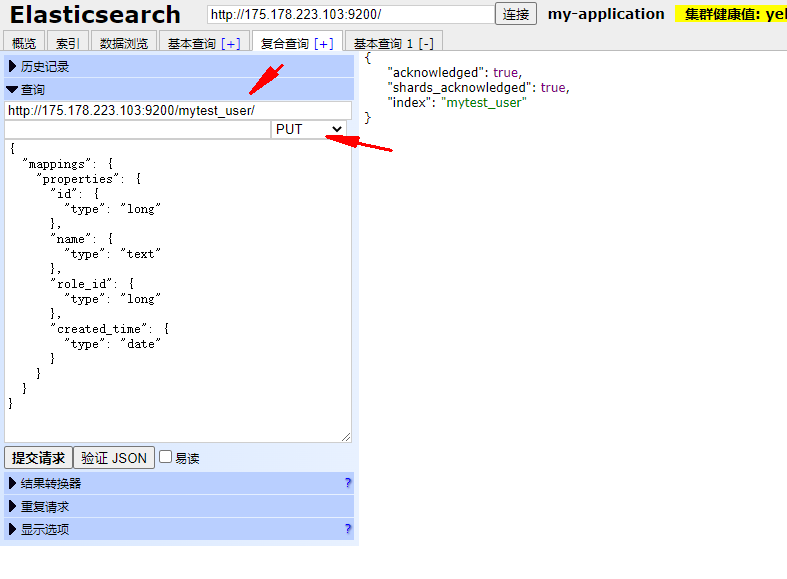 Elasticsearch http://175.178.223.103:9200/ 连接 my-application 集群健康值: yel
概览 索引 数据浏览 基本查询 [+] 复合查询 [+] 基本查询 1 [-]
历史记录
查询
http://175.178.223.103:9200/mytest_user/
PUT
{
"mappings": {
"properties": {
"id": {
"type": "long"
},
"name": {
"type": "text"
},
"role_id": {
"type": "long"
},
"created_time": {
"type": "date"
}
}
}
}
提交请求 验证 JSON 易读
结果转换器 ?
重复请求
显示选项 ?
{
"acknowledged": true,
"shards_acknowledged": true,
"index": "mytest_user"
}